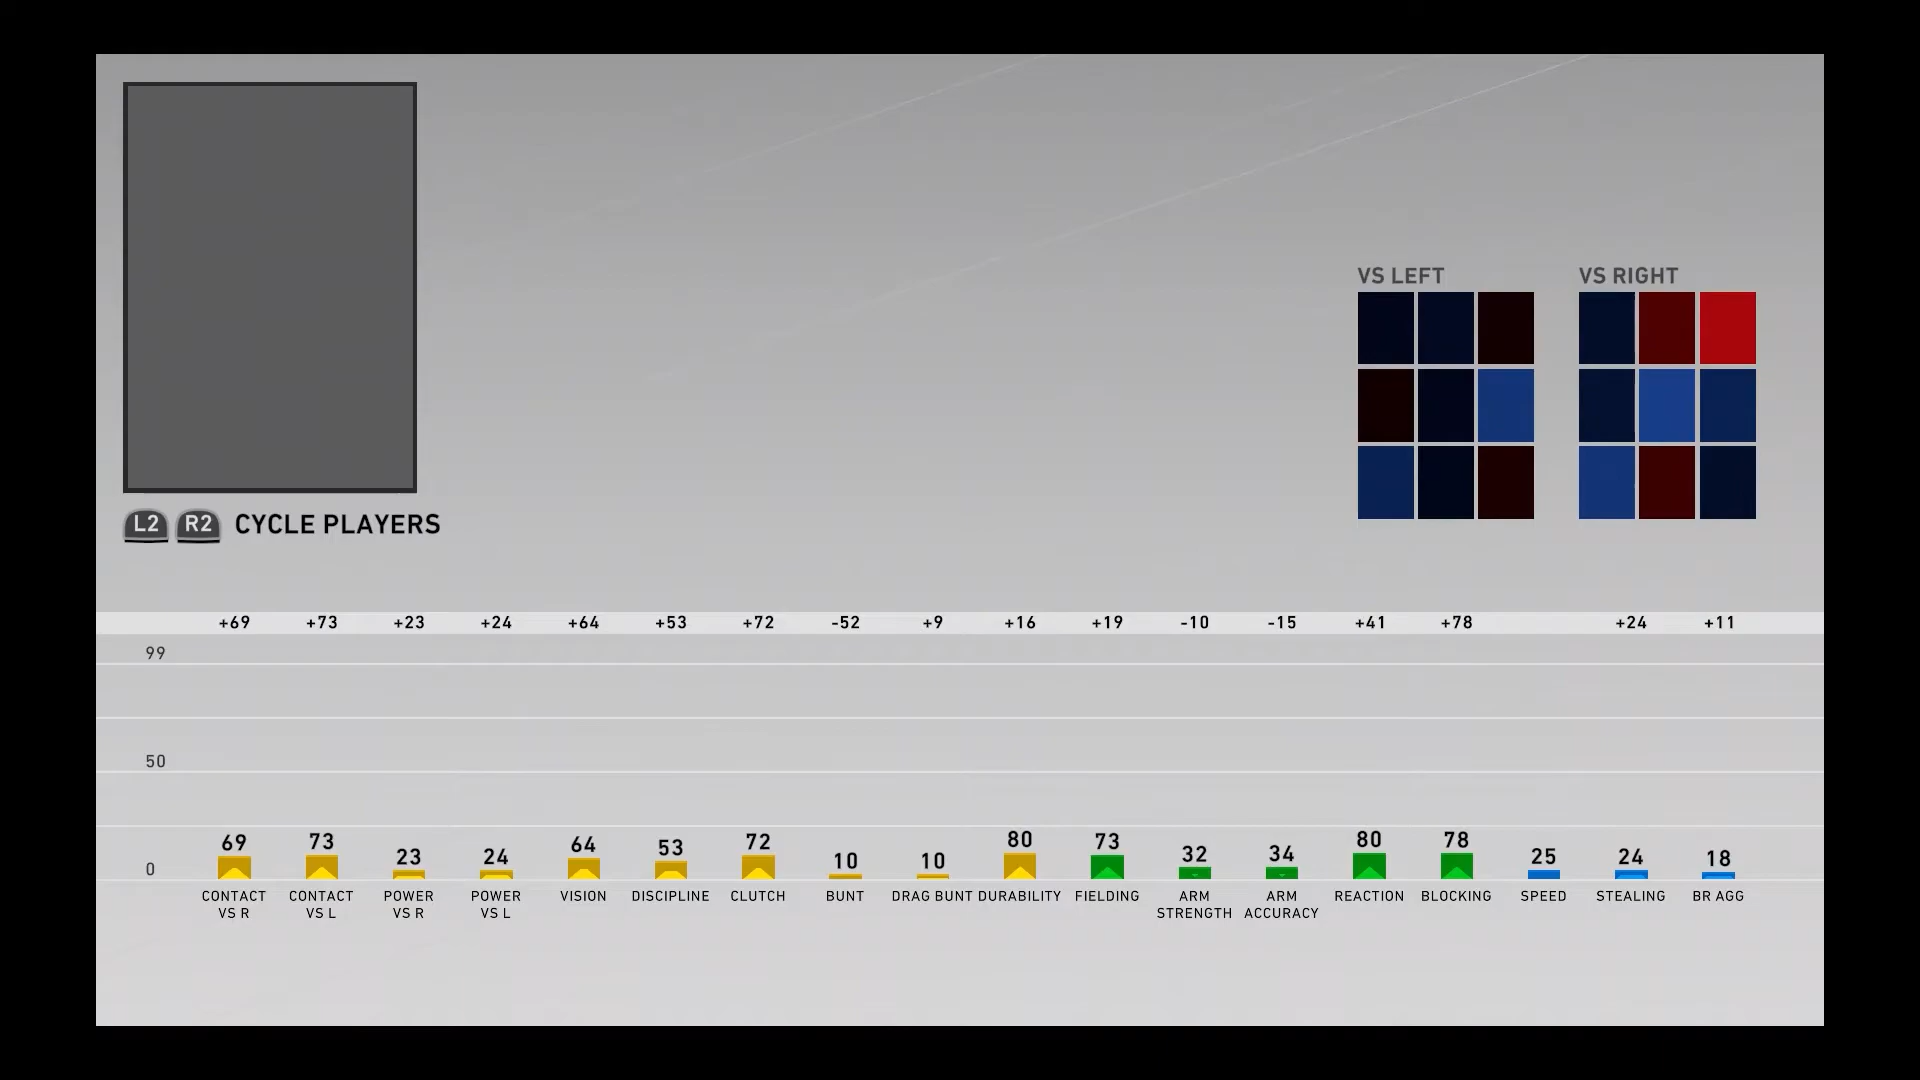 VS LEFT VS RIGHT
L2 R2 CYCLE PLAYERS
+69 +73 +23 +24 +64 +53 +72 -52 +9 +16 +19 -10 -15 +41 +78 +24 +11
99
50
0
69 73 23 24 64 53 72 10 10 80 73 32 34 80 78 25 24 18
CONTACT CONTACT POWER POWER VISION DISCIPLINE CLUTCH BUNT DRAG BUNT DURABILITY FIELDING ARM ARM REACTION BLOCKING SPEED STEALING BR AGG
VS R VS L VS R VS L STRENGTH ACCURACY